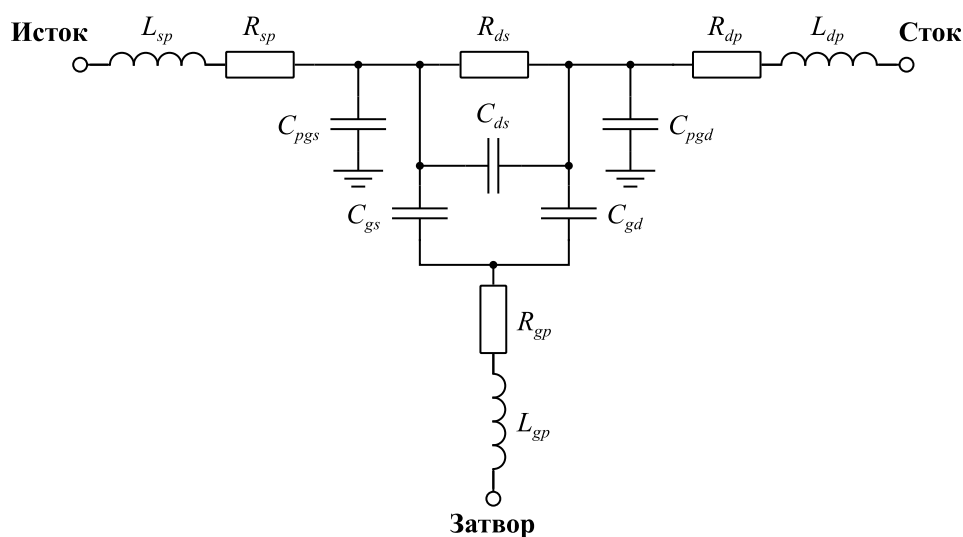 Исток
L_sp
R_sp
R_ds
R_dp
L_dp
Сток
C_pgs
C_ds
C_pgd
C_gs
C_gd
R_gp
L_gp
Затвор